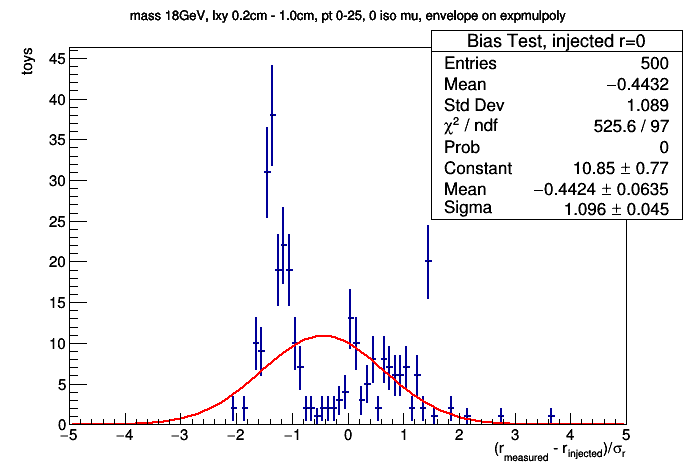 mass 18GeV, lxy 0.2cm - 1.0cm, pt 0-25, 0 iso mu, envelope on expmulpoly
Bias Test, injected r=0
Entries 500
Mean −0.4432
Std Dev 1.089
χ² / ndf 525.6 / 97
Prob 0
Constant 10.85 ± 0.77
Mean −0.4424 ± 0.0635
Sigma 1.096 ± 0.045
toys
45
40
35
30
25
20
15
10
5
0
−5 −4 −3 −2 −1 0 1 2 3 4 5
(r_measured - r_injected)/σ_r